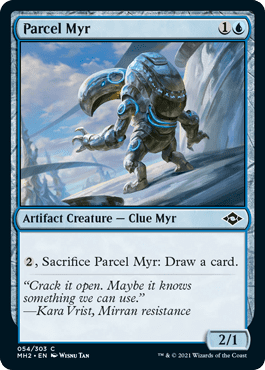 Parcel Myr 1
Artifact Creature — Clue Myr
2, Sacrifice Parcel Myr: Draw a card.
“Crack it open. Maybe it knows
something we can use.”
—Kara Vrist, Mirran resistance
2/1
054/303 C
MH2 • EN Wisnu Tan
™ & © 2021 Wizards of the Coast